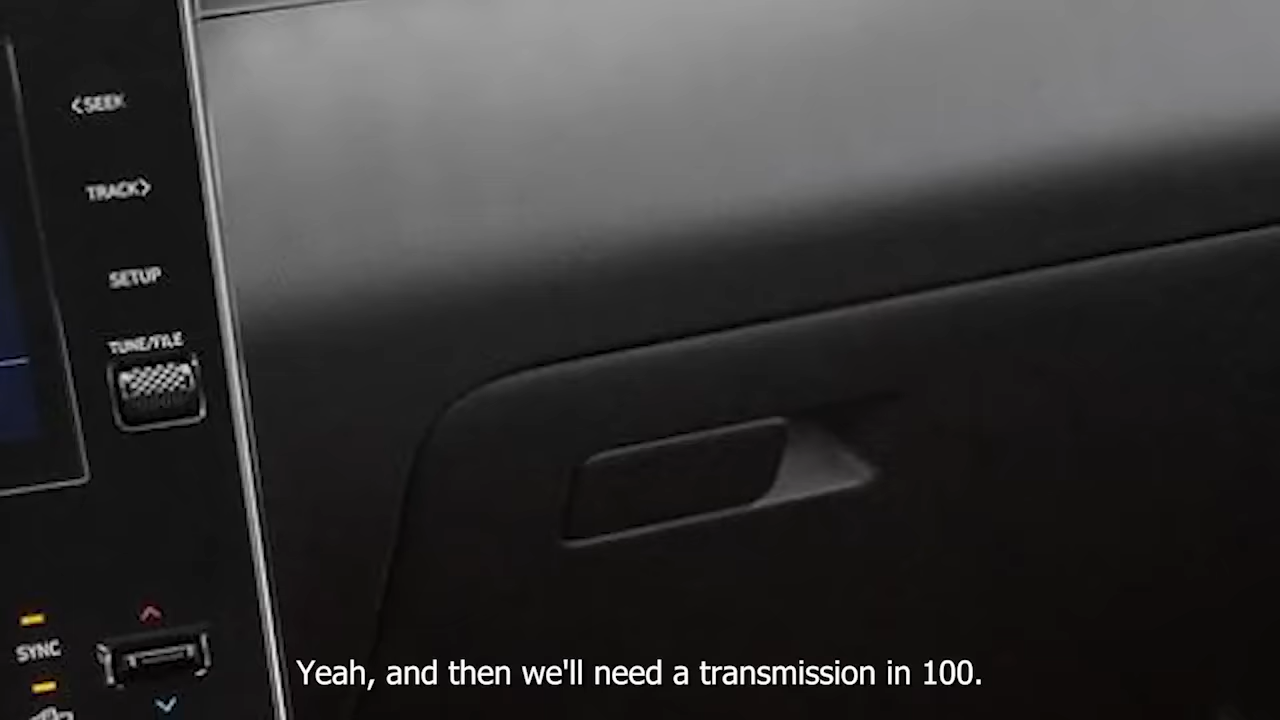 <SEEK
TRACK>
SETUP
TUNE/FILE
SYNC
Yeah, and then we'll need a transmission in 100.